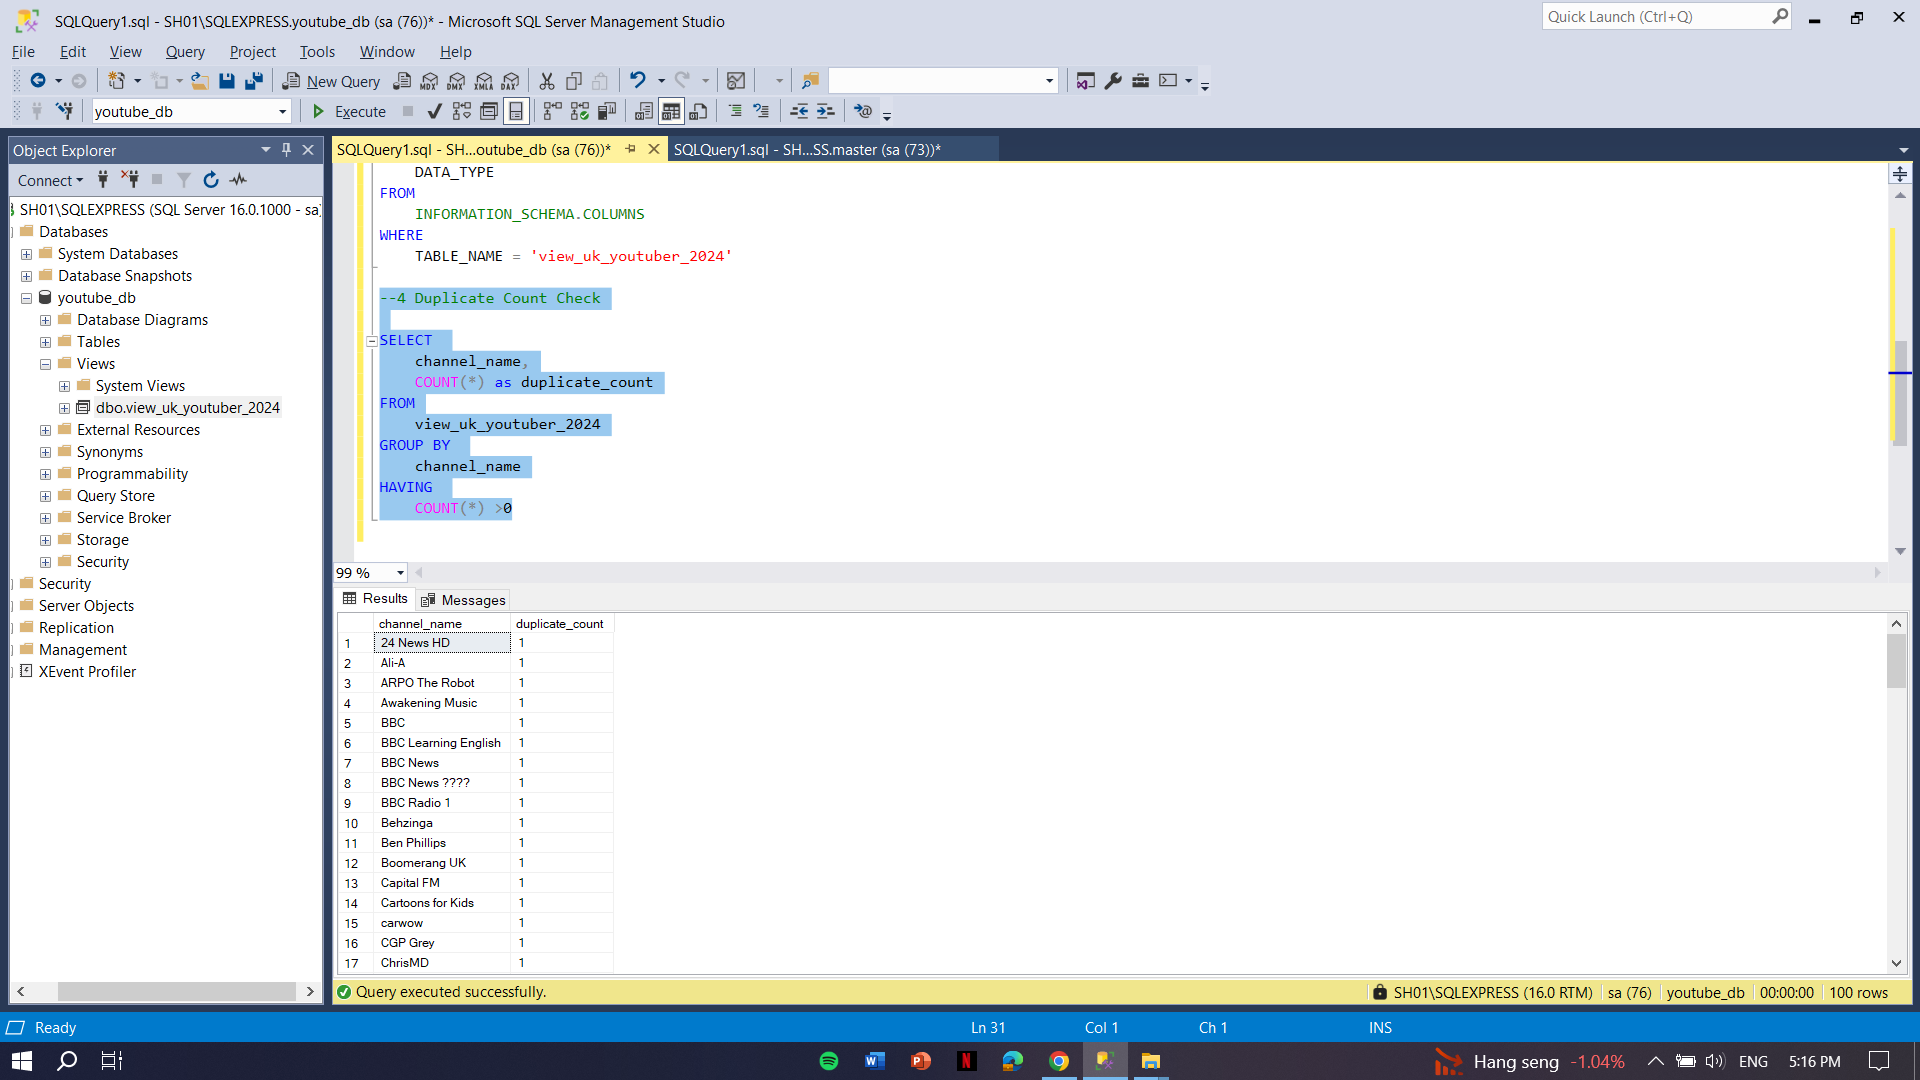 SQLQuery1.sql - SH01\SQLEXPRESS.youtube_db (sa (76))* - Microsoft SQL Server Management Studio
Quick Launch (Ctrl+Q)
File Edit View Query Project Tools Window Help
New Query MDX DMX XMLA DAX
youtube_db Execute
Object Explorer
Connect
SH01\SQLEXPRESS (SQL Server 16.0.1000 - sa)
Databases
System Databases
Database Snapshots
youtube_db
Database Diagrams
Tables
Views
System Views
dbo.view_uk_youtuber_2024
External Resources
Synonyms
Programmability
Query Store
Service Broker
Storage
Security
Security
Server Objects
Replication
Management
XEvent Profiler
SQLQuery1.sql - SH...outube_db (sa (76))* SQLQuery1.sql - SH...SS.master (sa (73))*
DATA_TYPE
FROM
INFORMATION_SCHEMA.COLUMNS
WHERE
TABLE_NAME = 'view_uk_youtuber_2024'
--4 Duplicate Count Check
SELECT
channel_name,
COUNT(*) as duplicate_count
FROM
view_uk_youtuber_2024
GROUP BY
channel_name
HAVING
COUNT(*) >0
99 %
Results Messages
channel_name duplicate_count
1 24 News HD 1
2 Ali-A 1
3 ARPO The Robot 1
4 Awakening Music 1
5 BBC 1
6 BBC Learning English 1
7 BBC News 1
8 BBC News ???? 1
9 BBC Radio 1 1
10 Behzinga 1
11 Ben Phillips 1
12 Boomerang UK 1
13 Capital FM 1
14 Cartoons for Kids 1
15 carwow 1
16 CGP Grey 1
17 ChrisMD 1
Query executed successfully. SH01\SQLEXPRESS (16.0 RTM) sa (76) youtube_db 00:00:00 100 rows
Ready Ln 31 Col 1 Ch 1 INS
Hang seng -1.04% ENG 5:16 PM